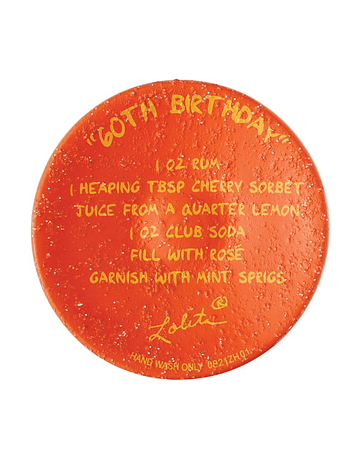 "60TH BIRTHDAY"
1 OZ RUM
1 HEAPING TBSP CHERRY SORBET
JUICE FROM A QUARTER LEMON
1 OZ CLUB SODA
FILL WITH ROSÉ
GARNISH WITH MINT SPRIGS
Lolita ®
HAND WASH ONLY 0821ZH01